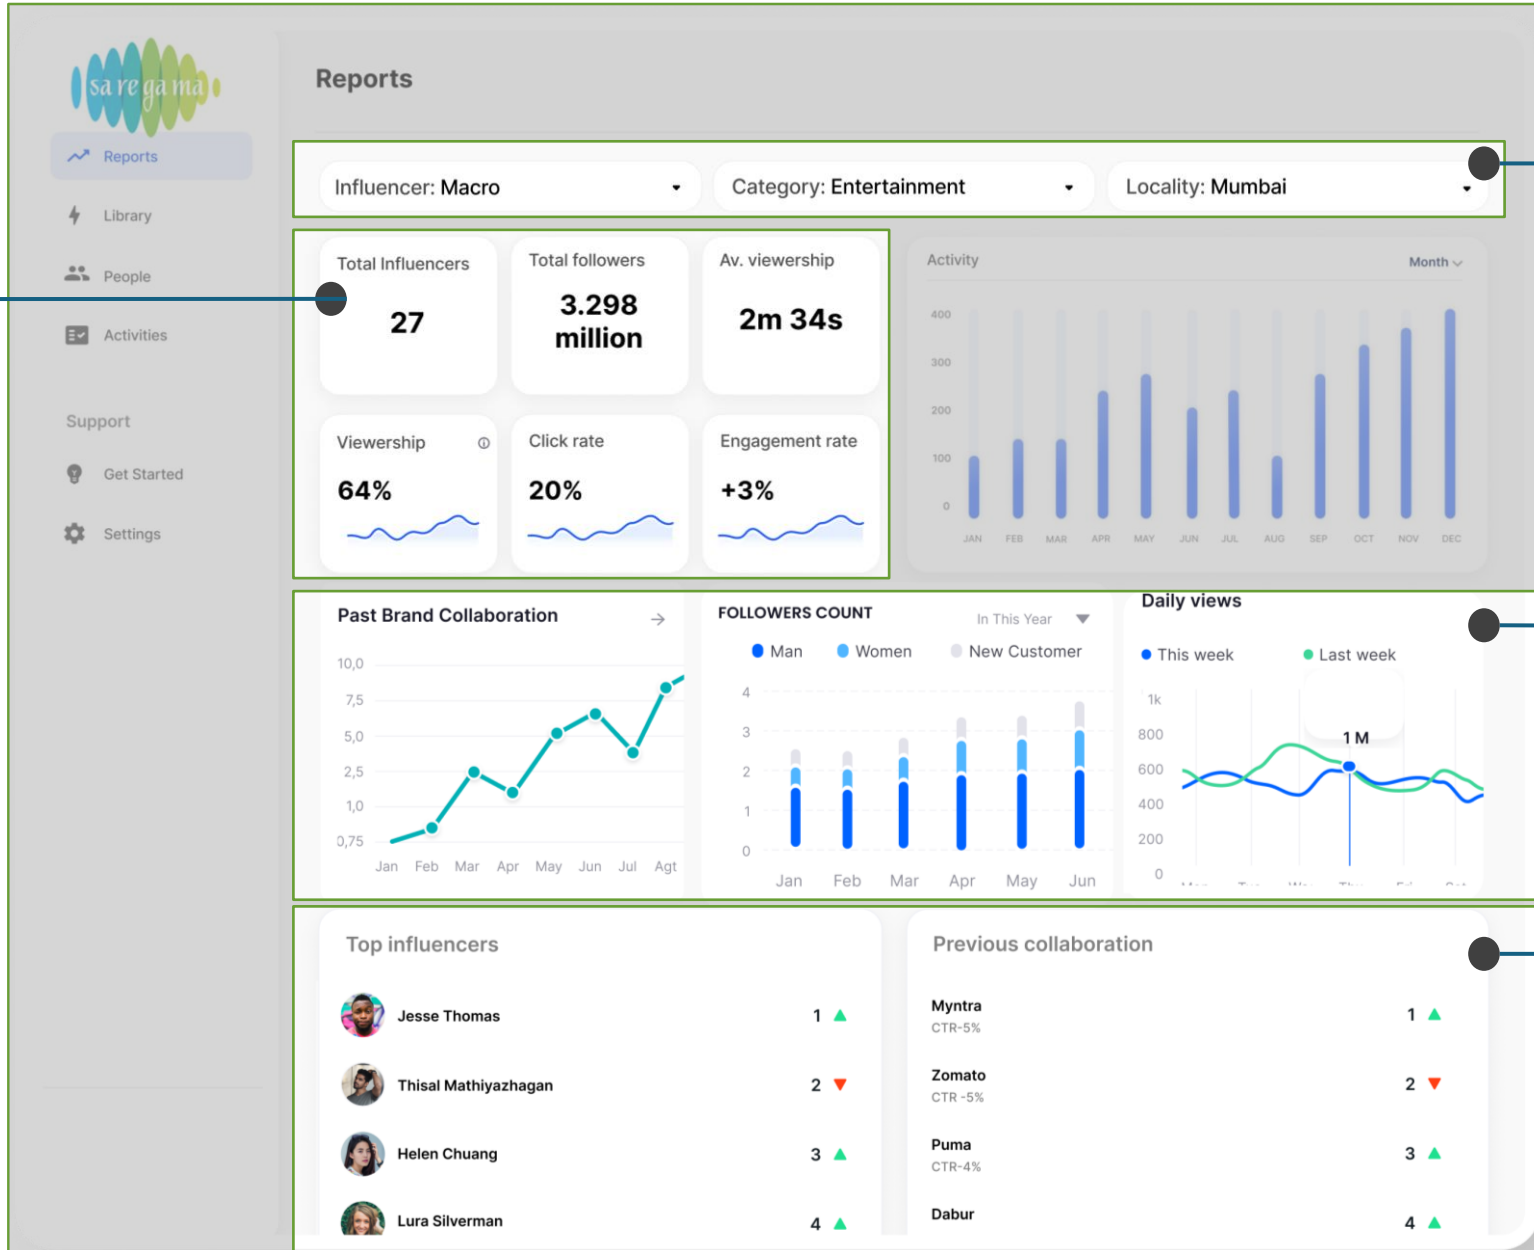 sa re ga ma
Reports
Reports
Library
People
Activities
Support
Get Started
Settings
Influencer: Macro
Category: Entertainment
Locality: Mumbai
Total Influencers
27
Total followers
3.298
million
Av. viewership
2m 34s
Viewership
64%
Click rate
20%
Engagement rate
+3%
Activity
Month
400
300
200
100
0
JAN FEB MAR APR MAY JUN JUL AUG SEP OCT NOV DEC
Past Brand Collaboration
10,0
7,5
5,0
2,5
1,0
0,75
Jan Feb Mar Apr May Jun Jul Agt
FOLLOWERS COUNT
In This Year
Man Women New Customer
4
3
2
1
0
Jan Feb Mar Apr May Jun
Daily views
This week Last week
1k
800
600
400
200
0
1 M
Top influencers
Jesse Thomas 1
Thisal Mathiyazhagan 2
Helen Chuang 3
Lura Silverman 4
Previous collaboration
Myntra 1
CTR-5%
Zomato 2
CTR -5%
Puma 3
CTR-4%
Dabur 4